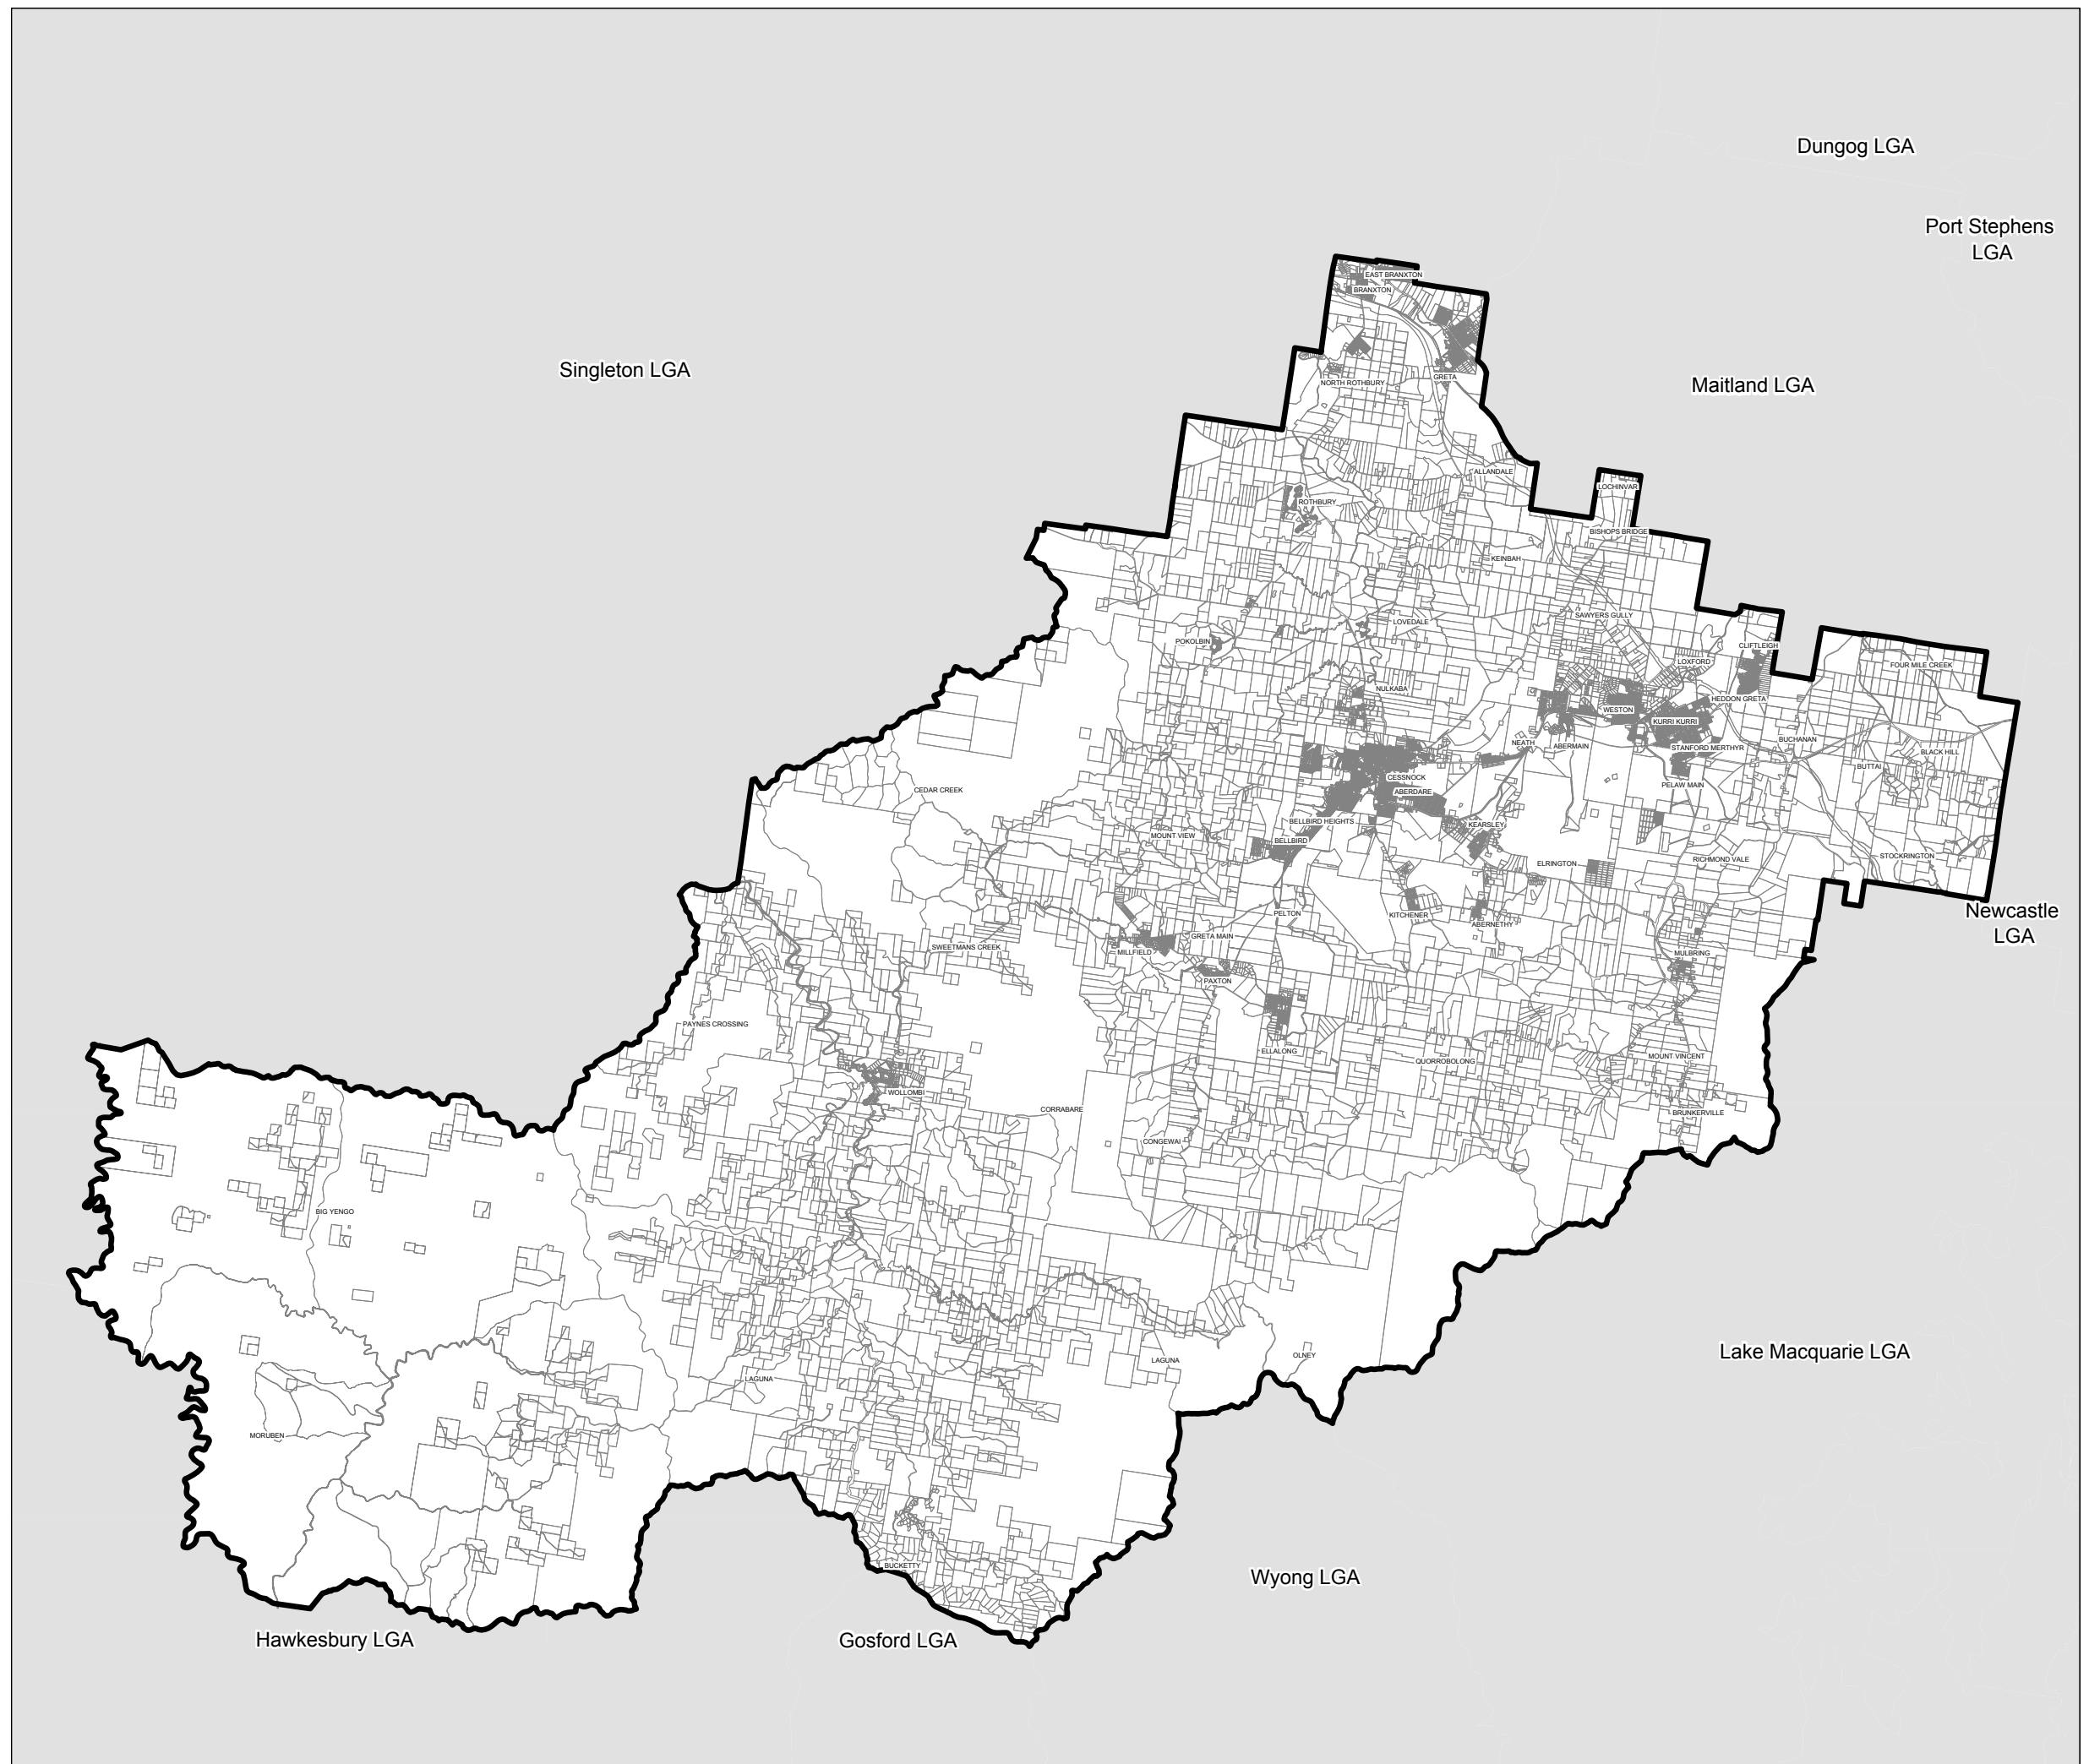 Dungog LGA
Port Stephens
LGA
EAST BRANXTON
BRANXTON
Singleton LGA
NORTH ROTHBURY
GRETA
Maitland LGA
ALLANDALE
LOCHINVAR
ROTHBURY
BISHOPS BRIDGE
KEINBAH
SAWYERS GULLY
LOVEDALE
POKOLBIN
CLIFTLEIGH
LOXFORD
FOUR MILE CREEK
NULKABA
HEDDON GRETA
WESTON
KURRI KURRI
NEATH
ABERMAIN
STANFORD MERTHYR
BUCHANAN
BLACK HILL
BUTTAI
CESSNOCK
PELAW MAIN
CEDAR CREEK
ABERDARE
BELLBIRD HEIGHTS
KEARSLEY
MOUNT VIEW
BELLBIRD
STOCKRINGTON
RICHMOND VALE
ELRINGTON
PELTON
KITCHENER
Newcastle
LGA
ABERNETHY
GRETA MAIN
SWEETMANS CREEK
MILLFIELD
MULBRING
PAXTON
PAYNES CROSSING
ELLALONG
MOUNT VINCENT
QUORROBOLONG
WOLLOMBI
CORRABARE
BRUNKERVILLE
CONGEWAI
BIG YENGO
Lake Macquarie LGA
OLNEY
LAGUNA
LAGUNA
MORUBEN
BUCKETTY
Wyong LGA
Hawkesbury LGA
Gosford LGA